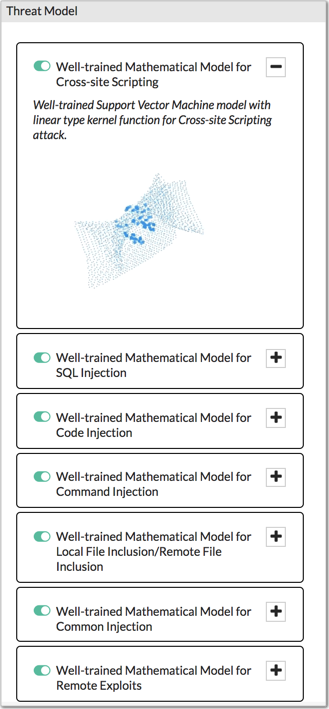 Threat Model
Well-trained Mathematical Model for
Cross-site Scripting
Well-trained Support Vector Machine model with
linear type kernel function for Cross-site Scripting
attack.
Well-trained Mathematical Model for
SQL Injection
Well-trained Mathematical Model for
Code Injection
Well-trained Mathematical Model for
Command Injection
Well-trained Mathematical Model for
Local File Inclusion/Remote File
Inclusion
Well-trained Mathematical Model for
Common Injection
Well-trained Mathematical Model for
Remote Exploits